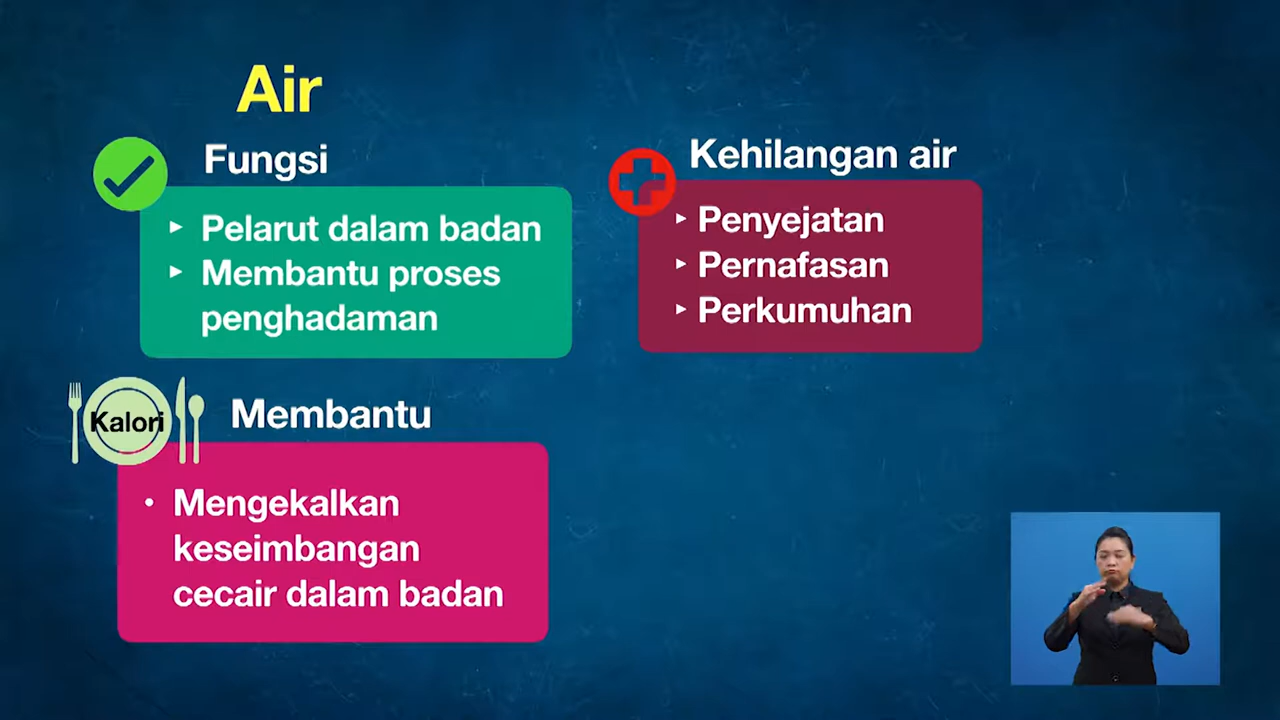 Air
Fungsi
Pelarut dalam badan
Membantu proses
penghadaman
Kehilangan air
Penyejatan
Pernafasan
Perkumuhan
Kalori
Membantu
Mengekalkan
keseimbangan
cecair dalam badan